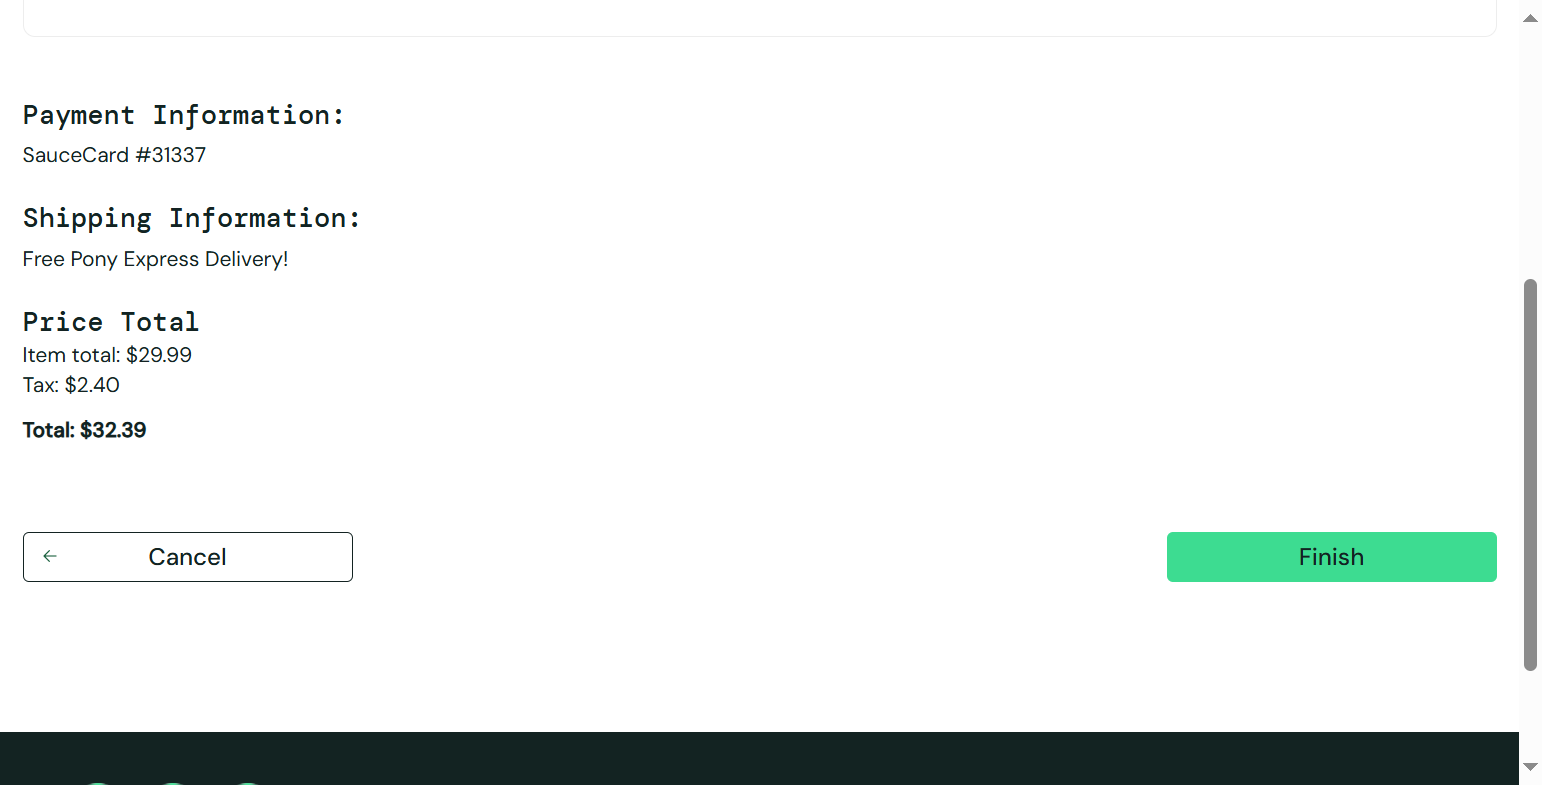 Payment Information:
SauceCard #31337
Shipping Information:
Free Pony Express Delivery!
Price Total
Item total: $29.99
Tax: $2.40
Total: $32.39
Cancel
Finish